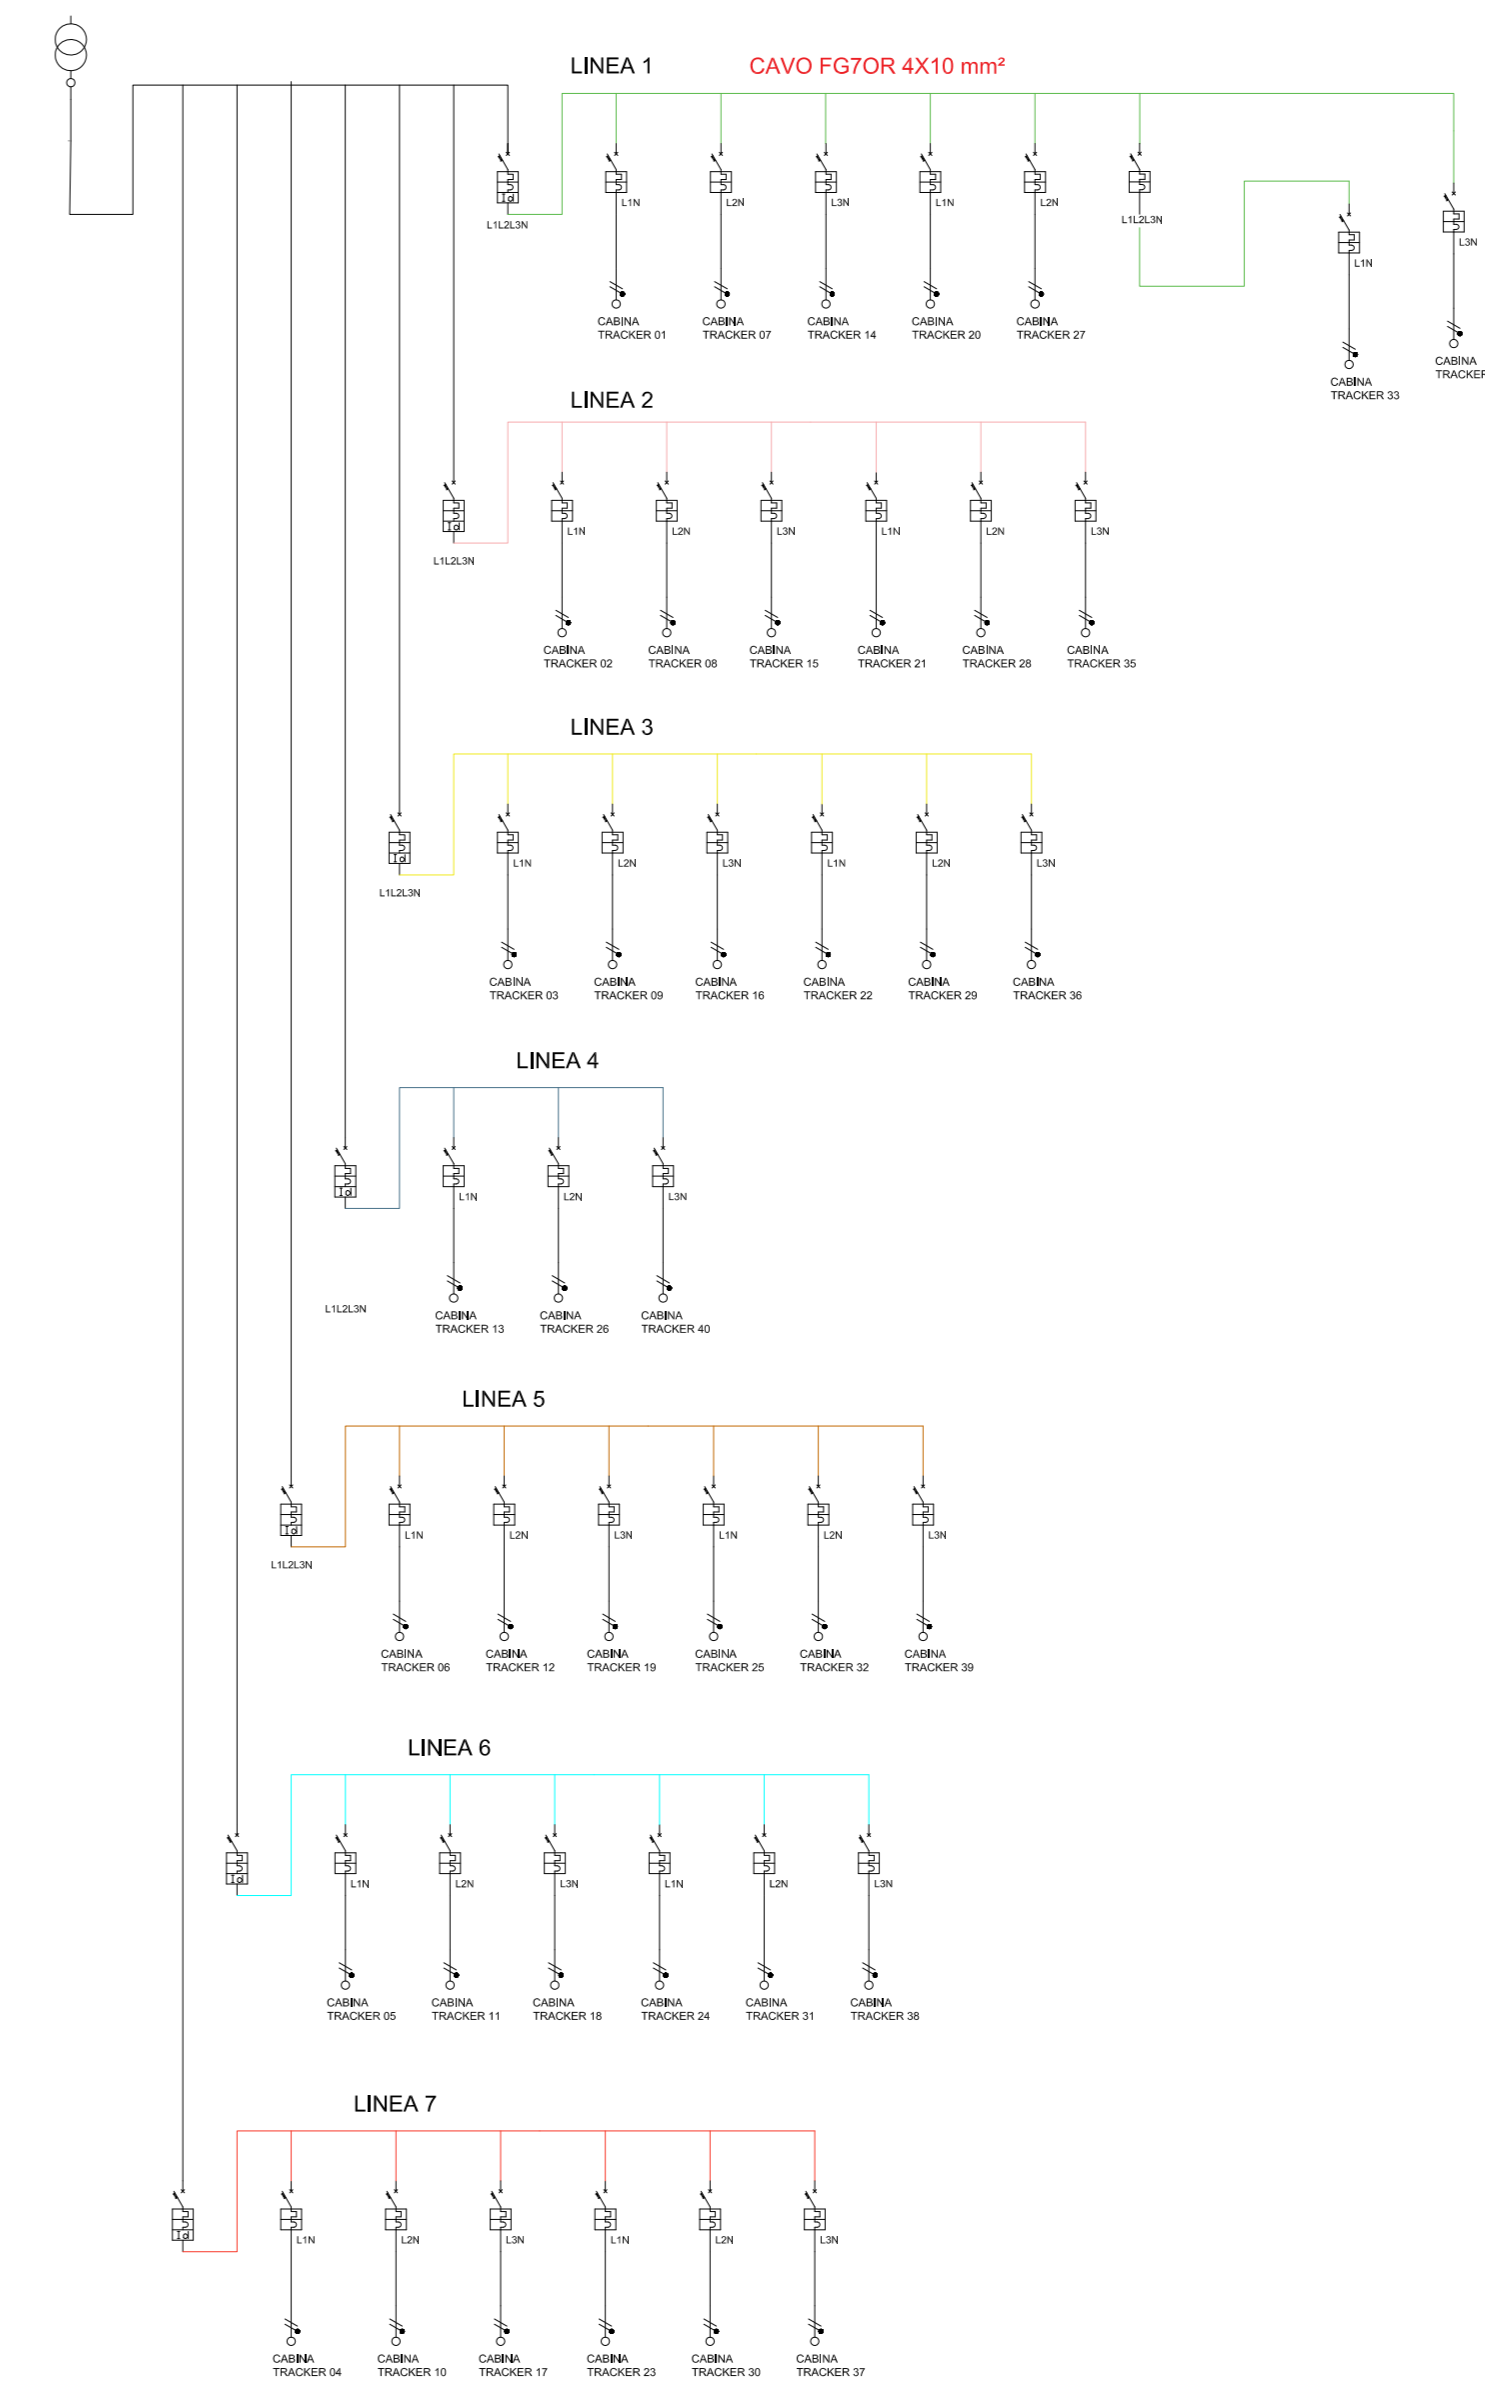 LINEA 1
CAVO FG7OR 4X10 mm²
L1N
L2N
L3N
L1N
L2N
L1L2L3N
L1L2L3N
L1N
L3N
CABINA
TRACKER 01
CABINA
TRACKER 07
CABINA
TRACKER 14
CABINA
TRACKER 20
CABINA
TRACKER 27
CABINA
TRACKER 33
CABINA
TRACKER
Id
LINEA 2
L1N
L2N
L3N
L1N
L2N
L3N
Id
L1L2L3N
CABINA
TRACKER 02
CABINA
TRACKER 08
CABINA
TRACKER 15
CABINA
TRACKER 21
CABINA
TRACKER 28
CABINA
TRACKER 35
LINEA 3
L1N
L2N
L3N
L1N
L2N
L3N
Id
L1L2L3N
CABINA
TRACKER 03
CABINA
TRACKER 09
CABINA
TRACKER 16
CABINA
TRACKER 22
CABINA
TRACKER 29
CABINA
TRACKER 36
LINEA 4
Id
L1N
L2N
L3N
L1L2L3N
CABINA
TRACKER 13
CABINA
TRACKER 26
CABINA
TRACKER 40
LINEA 5
Id
L1N
L2N
L3N
L1N
L2N
L3N
L1L2L3N
CABINA
TRACKER 06
CABINA
TRACKER 12
CABINA
TRACKER 19
CABINA
TRACKER 25
CABINA
TRACKER 32
CABINA
TRACKER 39
LINEA 6
Id
L1N
L2N
L3N
L1N
L2N
L3N
CABINA
TRACKER 05
CABINA
TRACKER 11
CABINA
TRACKER 18
CABINA
TRACKER 24
CABINA
TRACKER 31
CABINA
TRACKER 38
LINEA 7
Id
L1N
L2N
L3N
L1N
L2N
L3N
CABINA
TRACKER 04
CABINA
TRACKER 10
CABINA
TRACKER 17
CABINA
TRACKER 23
CABINA
TRACKER 30
CABINA
TRACKER 37